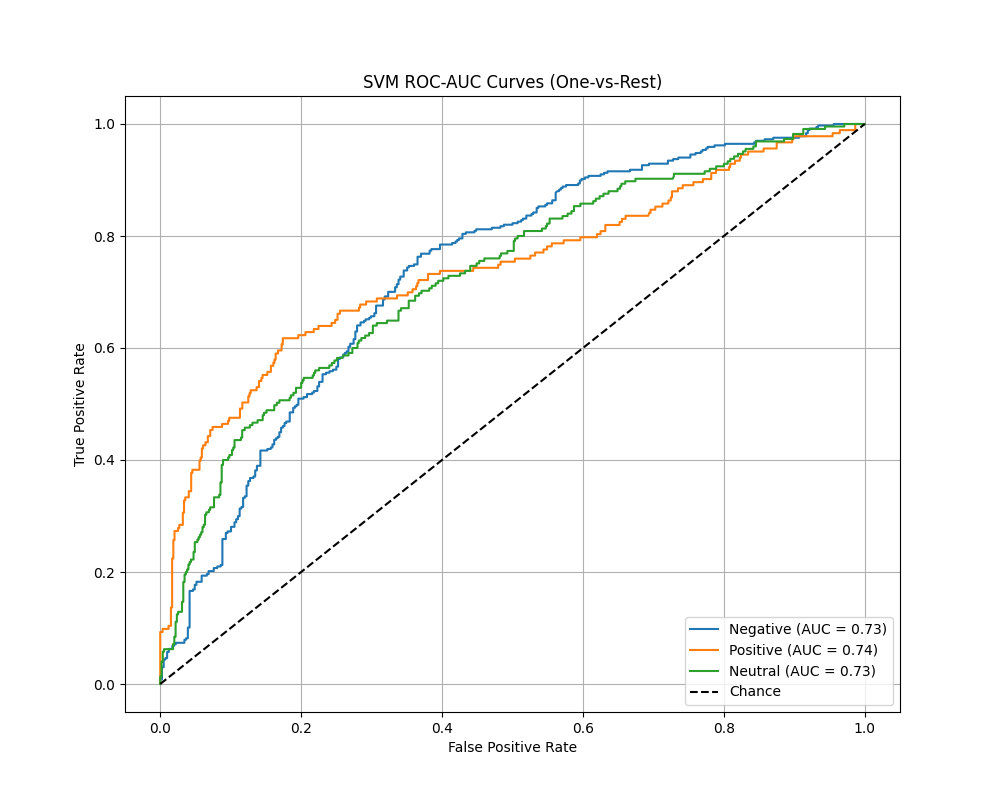 SVM ROC-AUC Curves (One-vs-Rest)
1.0
0.8
0.6
0.4
0.2
0.0
True Positive Rate
0.0 0.2 0.4 0.6 0.8 1.0
False Positive Rate
Negative (AUC = 0.73)
Positive (AUC = 0.74)
Neutral (AUC = 0.73)
Chance